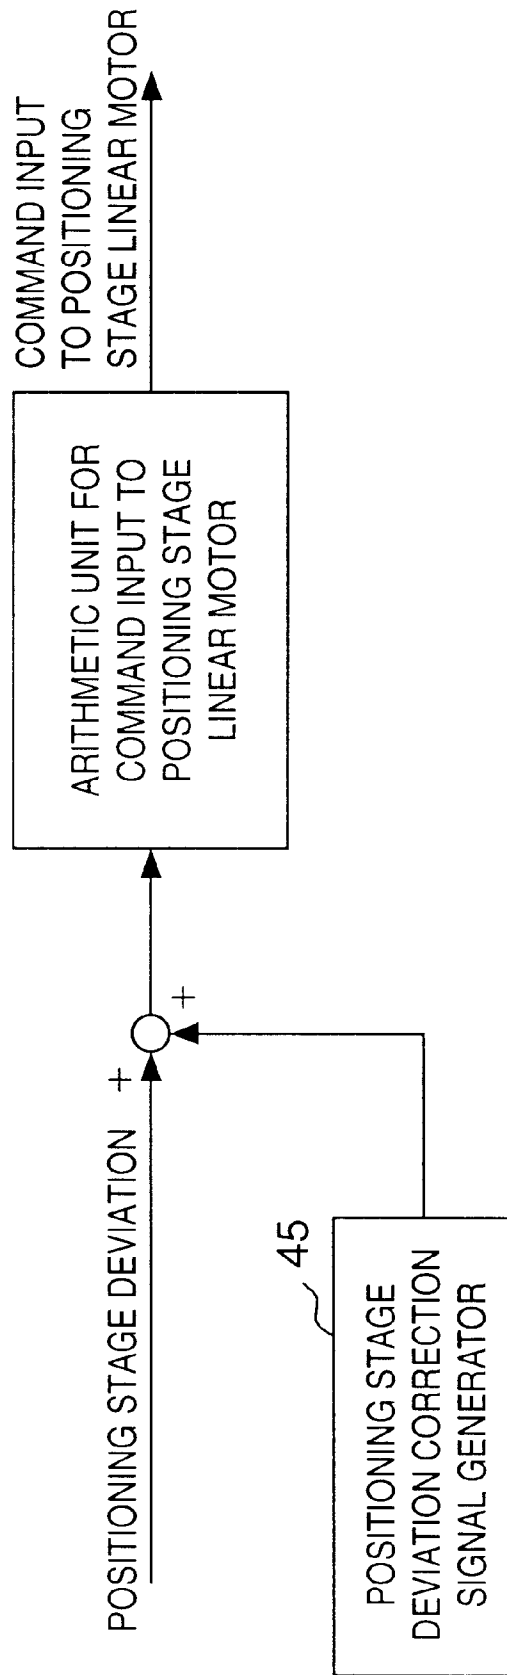 POSITIONING STAGE DEVIATION
+
+
45
POSITIONING STAGE
DEVIATION CORRECTION
SIGNAL GENERATOR
ARITHMETIC UNIT FOR
COMMAND INPUT TO
POSITIONING STAGE
LINEAR MOTOR
COMMAND INPUT
TO POSITIONING
STAGE LINEAR MOTOR